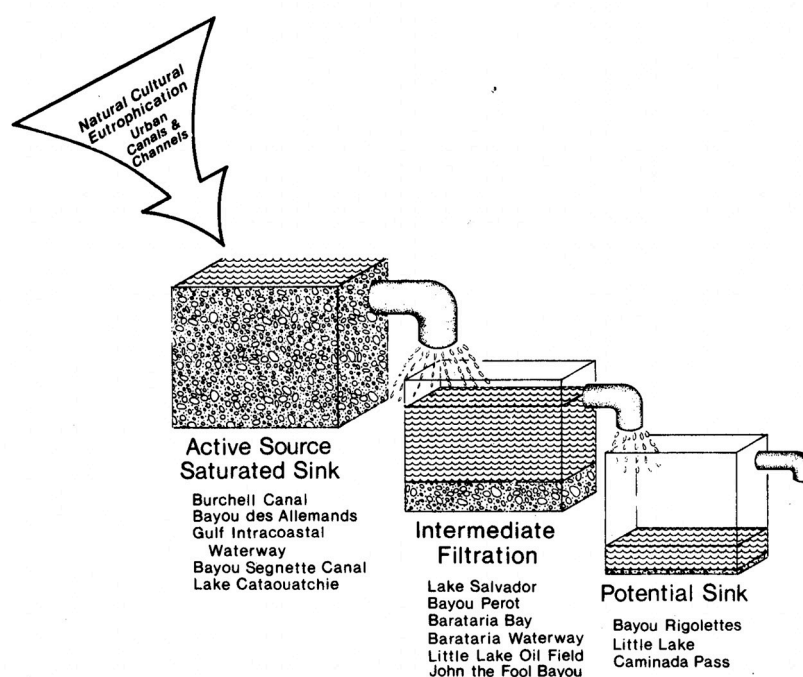 Natural Cultural
Eutrophication
Urban
Canals &
Channels
Active Source
Saturated Sink
Burchell Canal
Bayou des Allemands
Gulf Intracoastal
Waterway
Bayou Segnette Canal
Lake Cataouatchie
Intermediate
Filtration
Lake Salvador
Bayou Perot
Barataria Bay
Barataria Waterway
Little Lake Oil Field
John the Fool Bayou
Potential Sink
Bayou Rigolettes
Little Lake
Caminada Pass